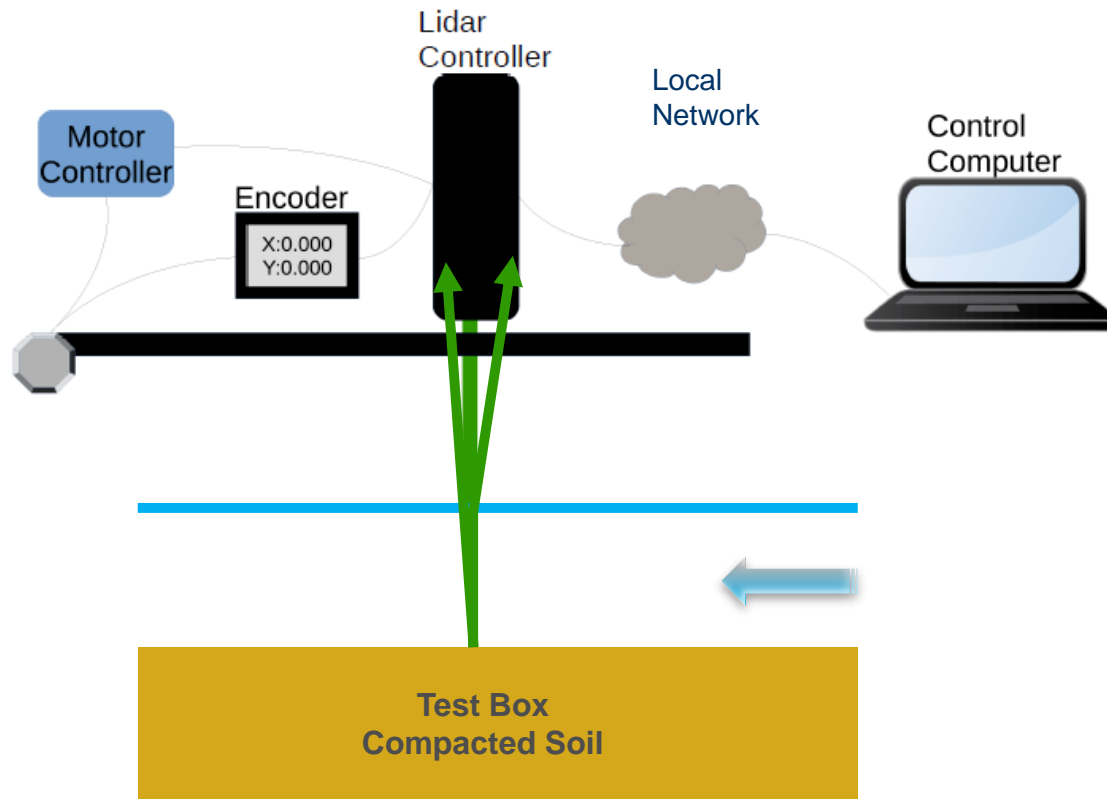 Lidar
Controller
Local
Network
Motor
Controller
Control
Computer
Encoder
X:0.000
Y:0.000
Test Box
Compacted Soil